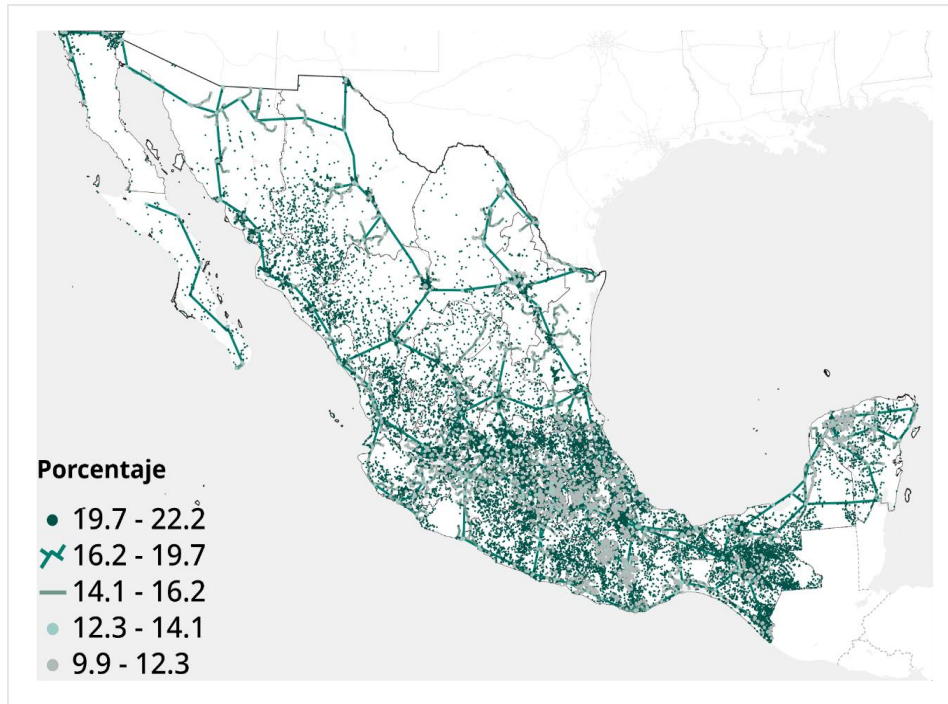 Porcentaje
19.7 - 22.2
16.2 - 19.7
14.1 - 16.2
12.3 - 14.1
9.9 - 12.3